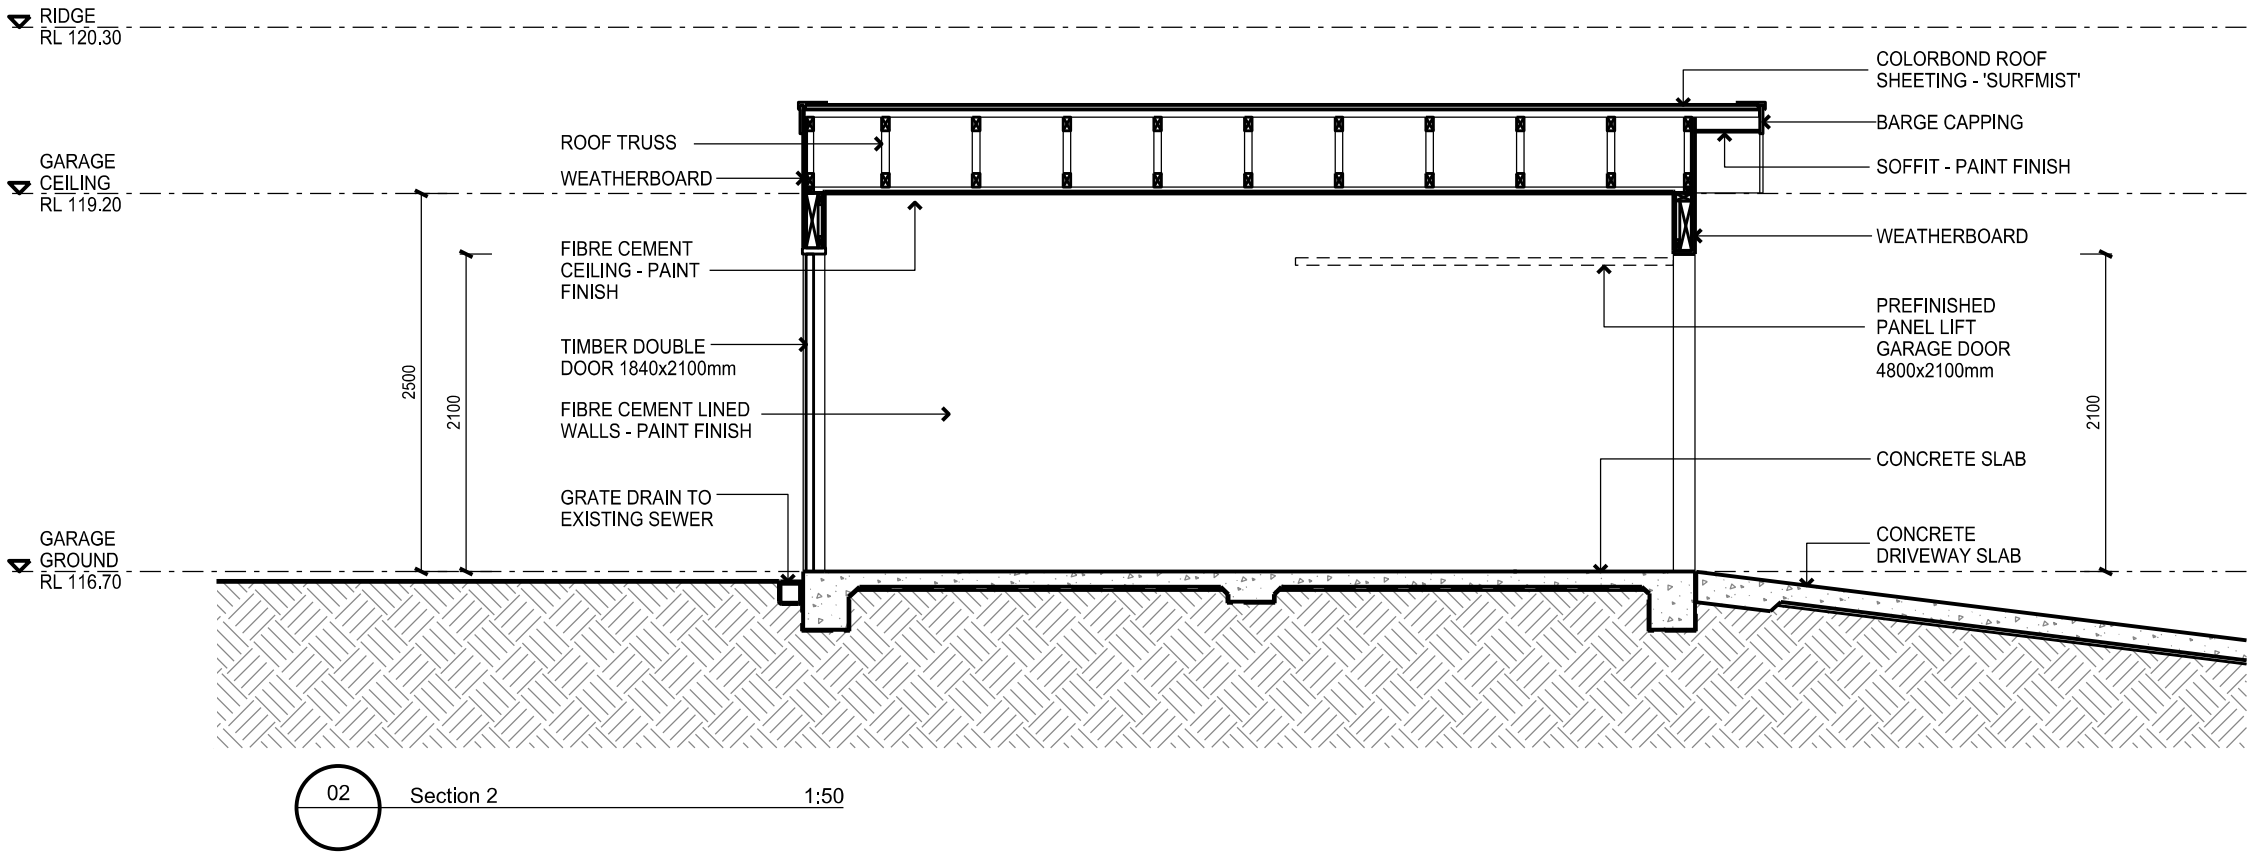 RIDGE
RL 120.30
GARAGE
CEILING
RL 119.20
GARAGE
GROUND
RL 116.70
2500
2100
ROOF TRUSS
WEATHERBOARD
FIBRE CEMENT
CEILING - PAINT
FINISH
TIMBER DOUBLE
DOOR 1840x2100mm
FIBRE CEMENT LINED
WALLS - PAINT FINISH
GRATE DRAIN TO
EXISTING SEWER
COLORBOND ROOF
SHEETING - 'SURFMIST'
BARGE CAPPING
SOFFIT - PAINT FINISH
WEATHERBOARD
PREFINISHED
PANEL LIFT
GARAGE DOOR
4800x2100mm
CONCRETE SLAB
CONCRETE
DRIVEWAY SLAB
2100
02
Section 2
1:50